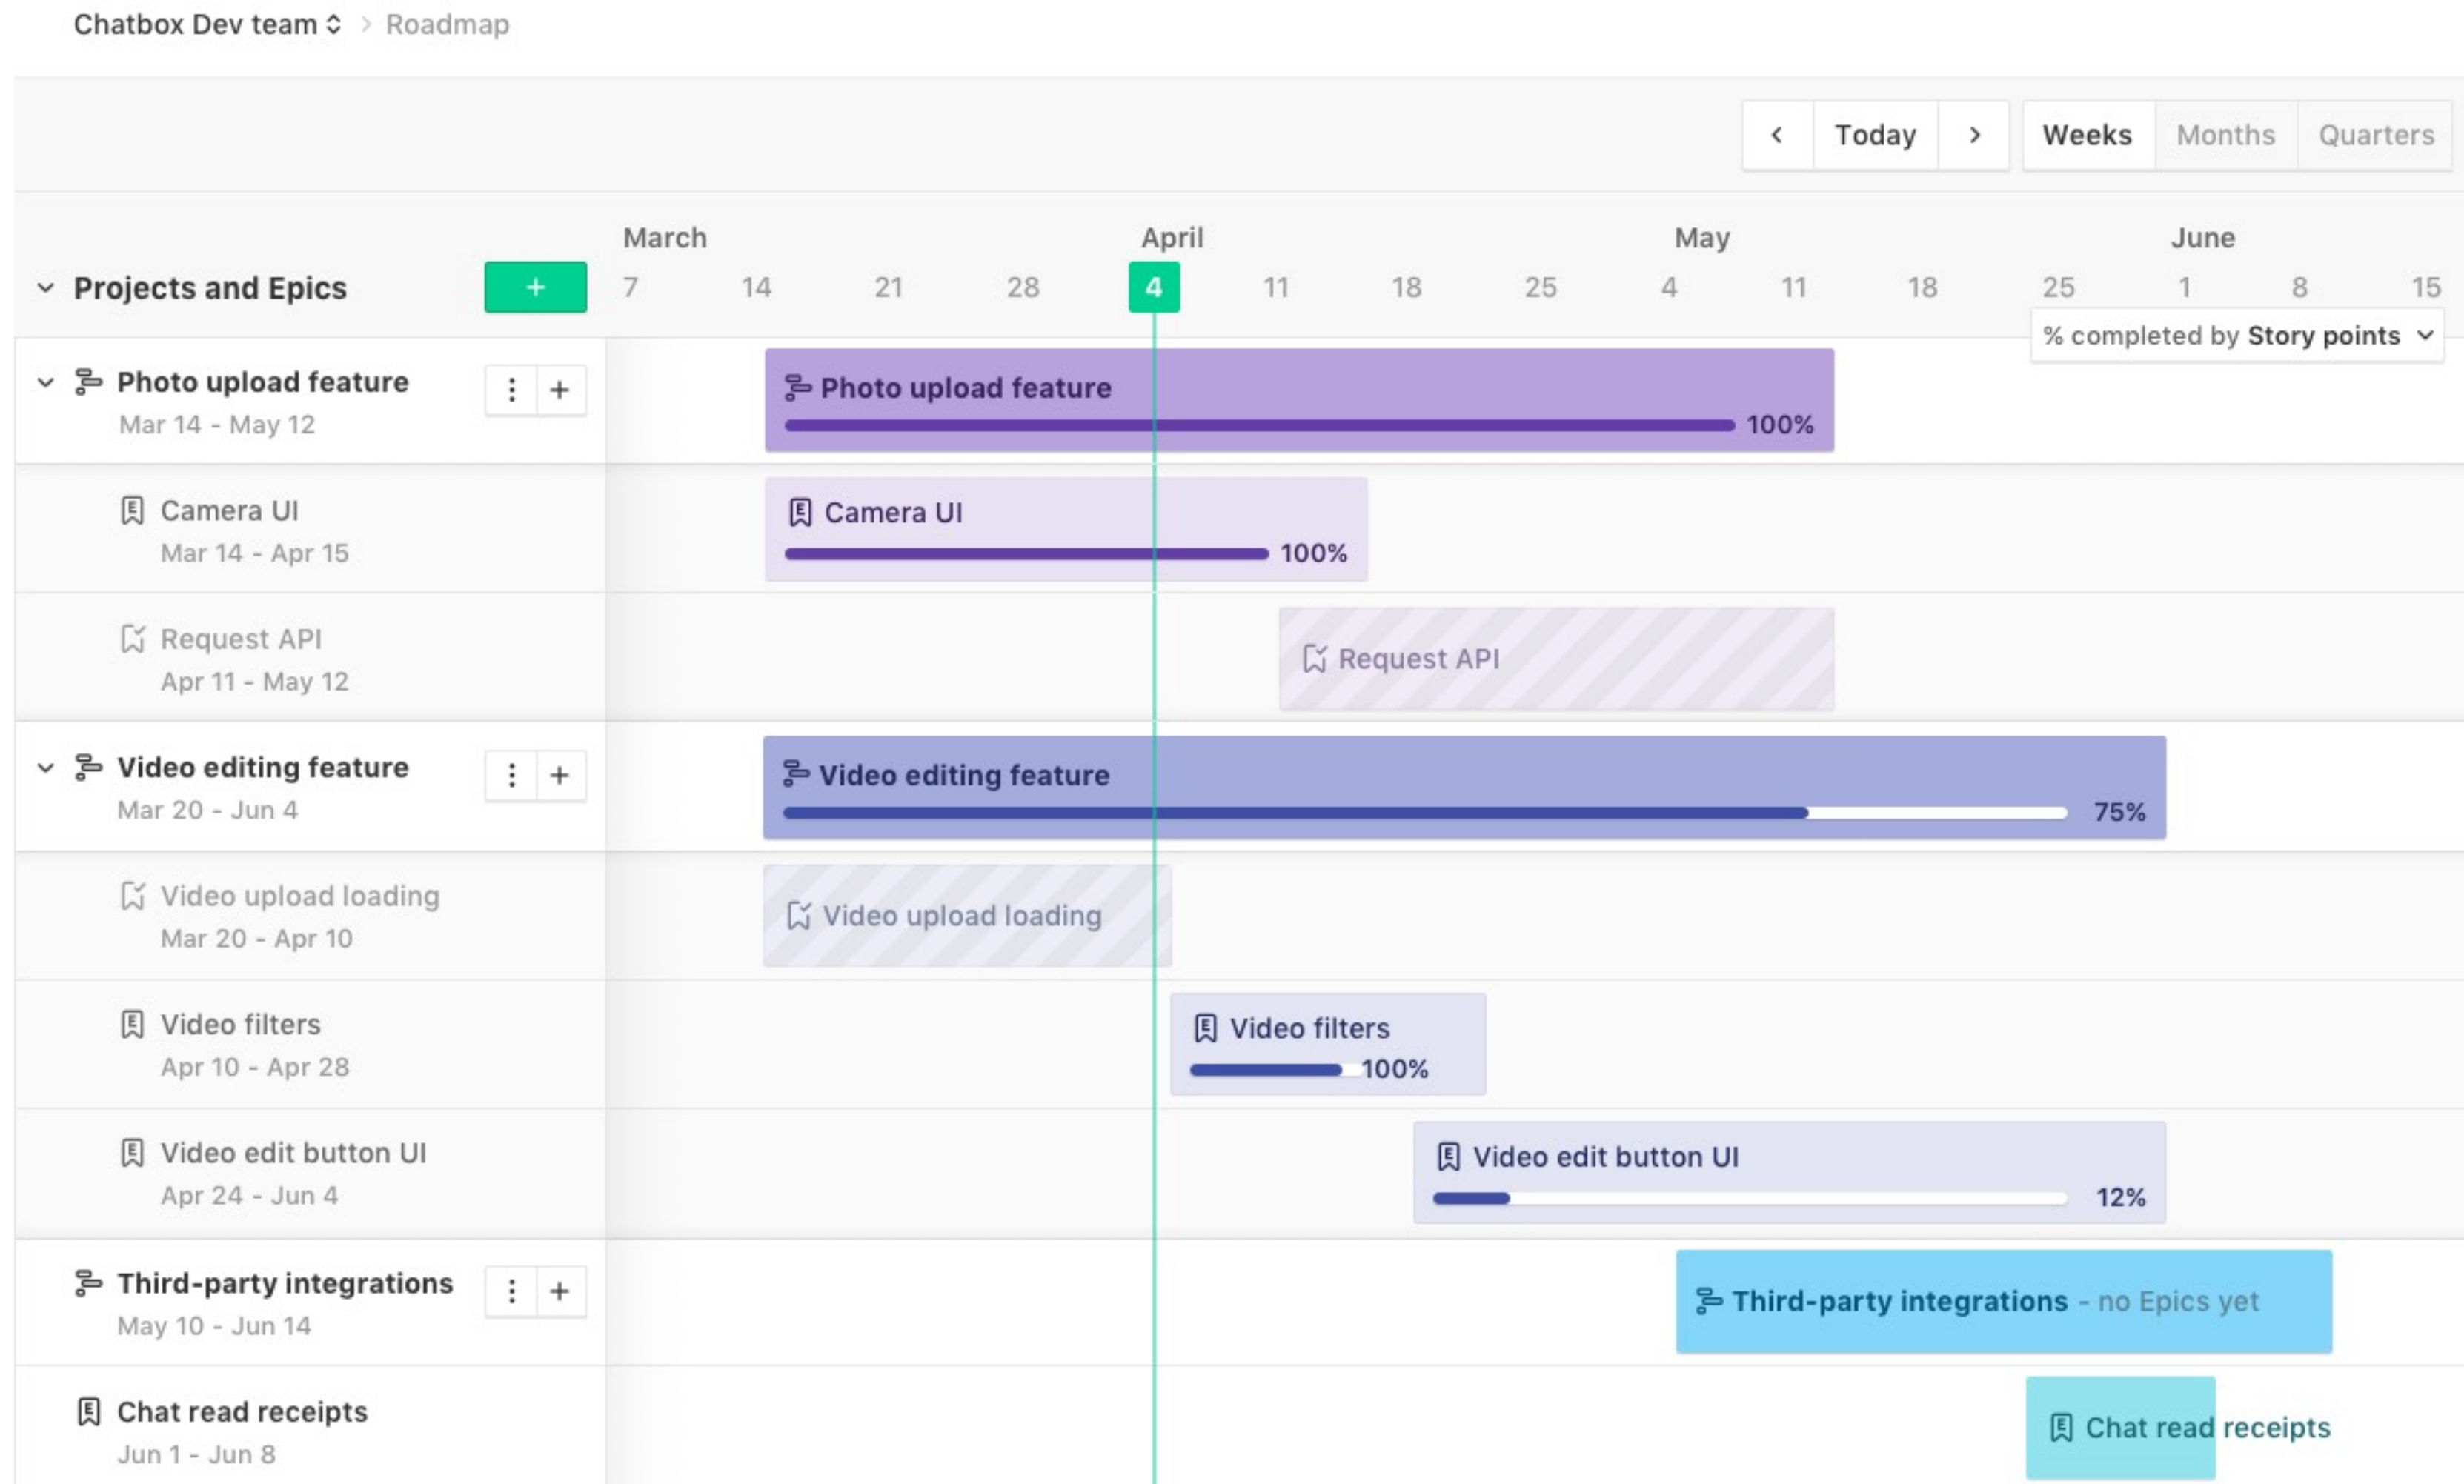 Chatbox Dev team > Roadmap
< Today > Weeks Months Quarters
March April May June
Projects and Epics + 7 14 21 28 4 11 18 25 4 11 18 25 1 8 15
% completed by Story points
Photo upload feature
Mar 14 - May 12
+
Photo upload feature
100%
Camera UI
Mar 14 - Apr 15
Camera UI
100%
Request API
Apr 11 - May 12
Request API
Video editing feature
Mar 20 - Jun 4
+
Video editing feature
75%
Video upload loading
Mar 20 - Apr 10
Video upload loading
Video filters
Apr 10 - Apr 28
Video filters
100%
Video edit button UI
Apr 24 - Jun 4
Video edit button UI
12%
Third-party integrations
May 10 - Jun 14
+
Third-party integrations - no Epics yet
Chat read receipts
Jun 1 - Jun 8
Chat read receipts